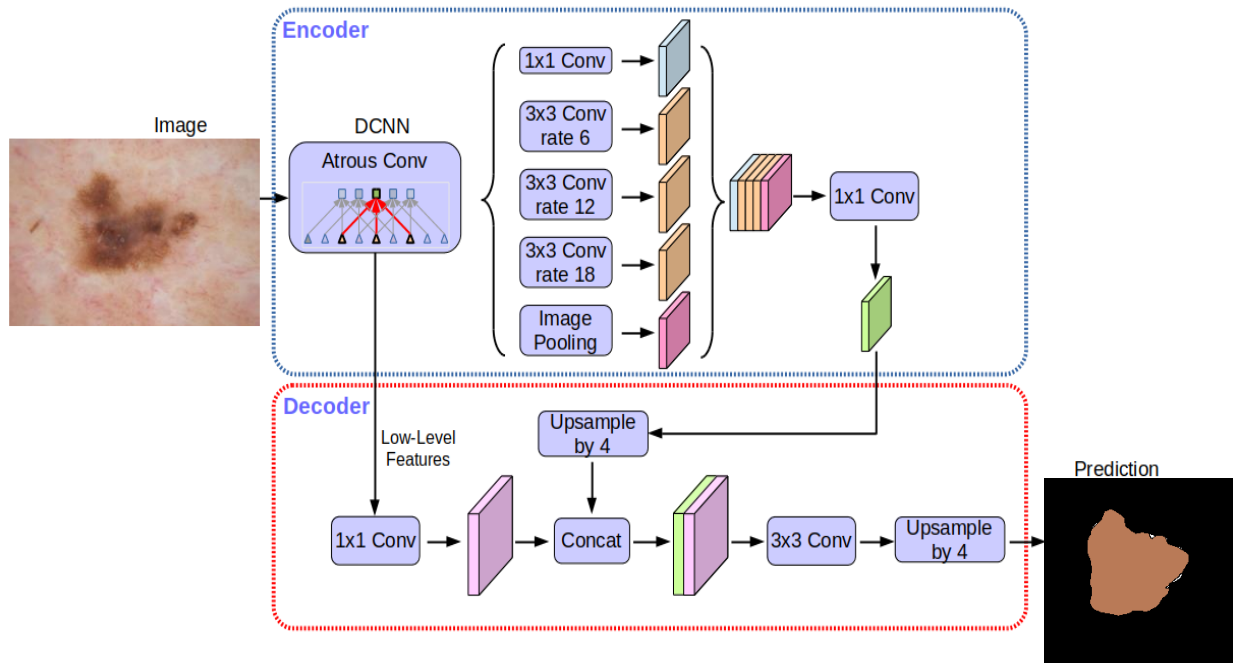 Encoder
Image
DCNN
Atrous Conv
1x1 Conv
3x3 Conv
rate 6
3x3 Conv
rate 12
3x3 Conv
rate 18
Image
Pooling
1x1 Conv
Decoder
Low-Level
Features
Upsample
by 4
1x1 Conv
Concat
3x3 Conv
Upsample
by 4
Prediction